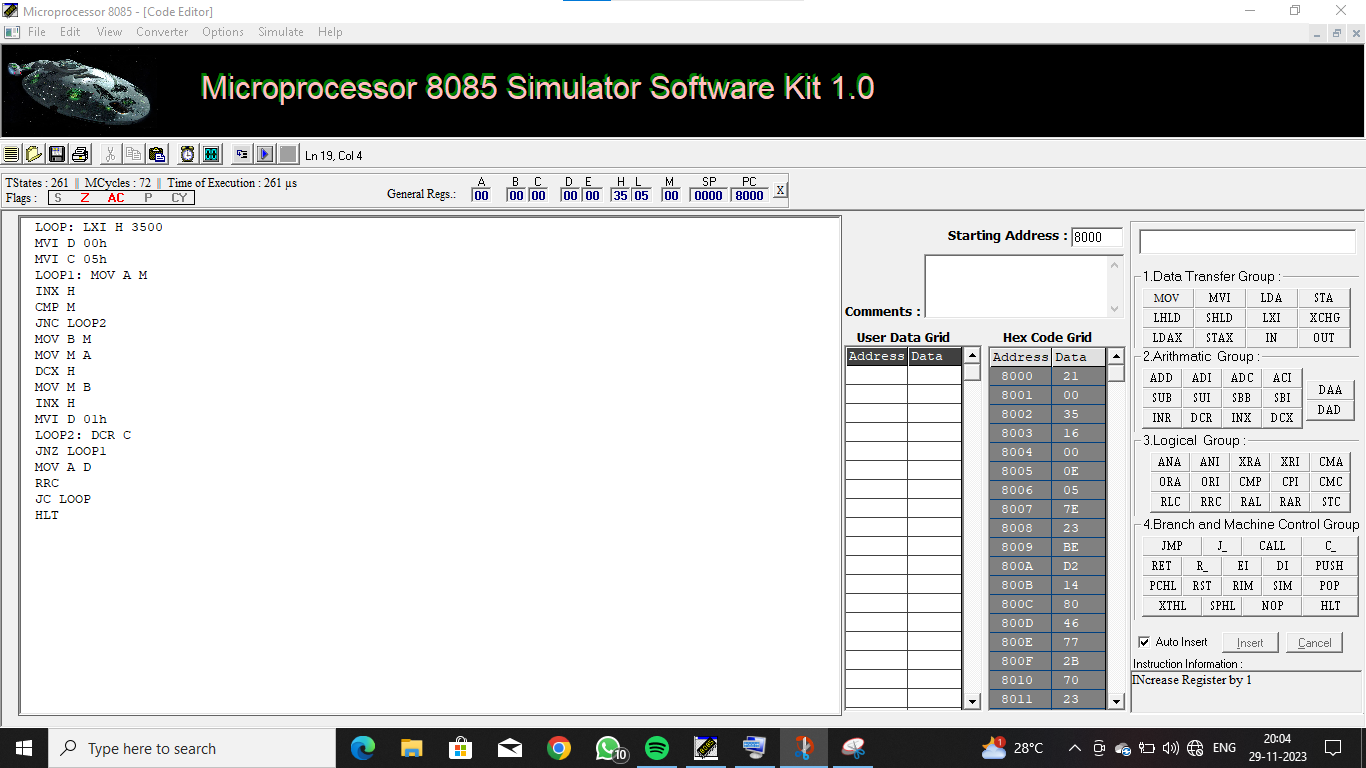 Microprocessor 8085 - [Code Editor]
File Edit View Converter Options Simulate Help
Microprocessor 8085 Simulator Software Kit 1.0
Ln 19, Col 4
TStates : 261 MCycles : 72 Time of Execution : 261 µs
Flags : S Z AC P CY
General Regs.:
A B C D E H L M SP PC
00 00 00 00 00 35 05 00 0000 8000 X
LOOP: LXI H 3500
MVI D 00h
MVI C 05h
LOOP1: MOV A M
INX H
CMP M
JNC LOOP2
MOV B M
MOV M A
DCX H
MOV M B
INX H
MVI D 01h
LOOP2: DCR C
JNZ LOOP1
MOV A D
RRC
JC LOOP
HLT
Starting Address : 8000
Comments :
User Data Grid
Address Data
Hex Code Grid
Address Data
8000 21
8001 00
8002 35
8003 16
8004 00
8005 0E
8006 05
8007 7E
8008 23
8009 BE
800A D2
800B 14
800C 80
800D 46
800E 77
800F 2B
8010 70
8011 23
1.Data Transfer Group :
MOV MVI LDA STA
LHLD SHLD LXI XCHG
LDAX STAX IN OUT
2.Arithmatic Group :
ADD ADI ADC ACI
SUB SUI SBB SBI
INR DCR INX DCX
DAA
DAD
3.Logical Group :
ANA ANI XRA XRI CMA
ORA ORI CMP CPI CMC
RLC RRC RAL RAR STC
4.Branch and Machine Control Group
JMP J_ CALL C_
RET R_ EI DI PUSH
PCHL RST RIM SIM POP
XTHL SPHL NOP HLT
Auto Insert Insert Cancel
Instruction Information :
INcrease Register by 1
Type here to search
10
8085
1
28°C
ENG
20:04
29-11-2023